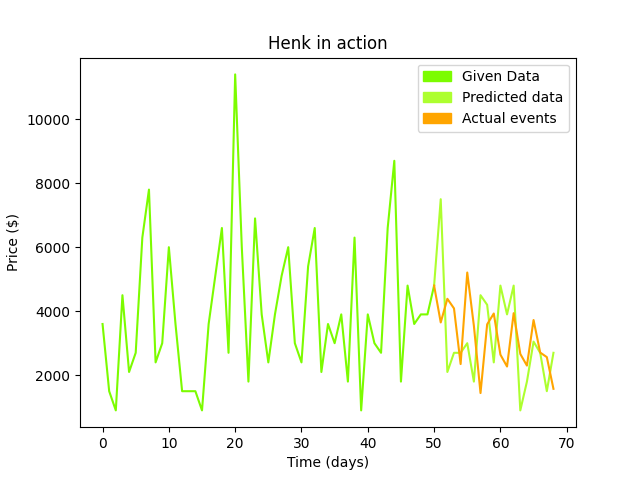 Henk in action
Given Data
Predicted data
Actual events
Price ($)
10000
8000
6000
4000
2000
0 10 20 30 40 50 60 70
Time (days)